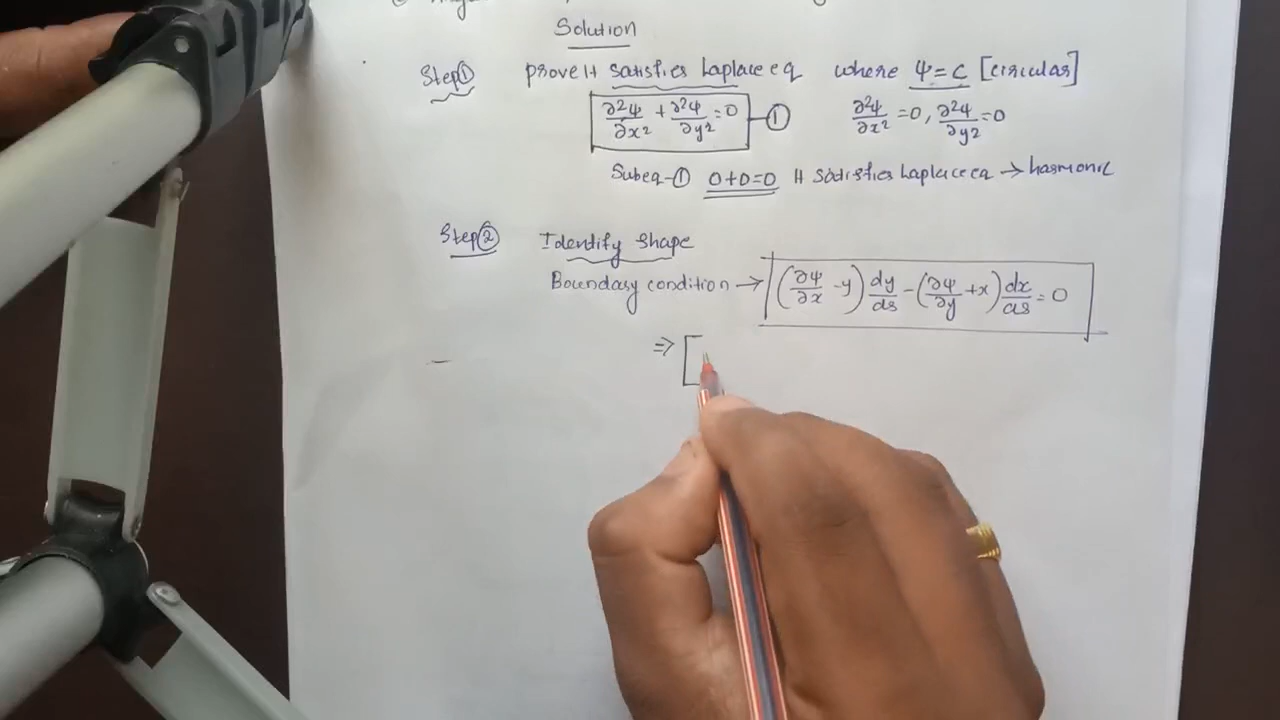 Solution
Step① Prove It satisfies Laplace eq where Ψ=C [circular]
∂²Ψ/∂x² + ∂²Ψ/∂y² = 0 —① ∂²Ψ/∂x² = 0, ∂²Ψ/∂y² = 0
Sub eq-① 0+0=0 It satisfies Laplace eq → harmonic
Step② Identify shape
Boundary condition → (∂Ψ/∂x - y) dy/ds - (∂Ψ/∂y + x) dx/ds = 0
⇒ [